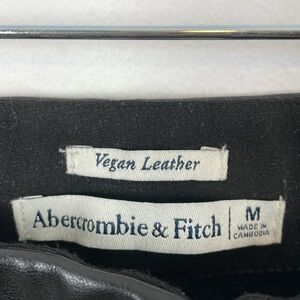 Vegan Leather
Abercrombie & Fitch
M
MADE IN
CAMBODIA